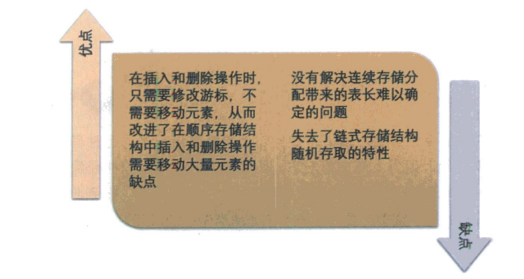 优点
在插入和删除操作时,
只需要修改游标，不
需要移动元素，从而
改进了在顺序存储结
构中插入和删除操作
需要移动大量元素的
缺点
没有解决连续存储分
配带来的表长难以确
定的问题
失去了链式存储结构
随机存取的特性
缺点